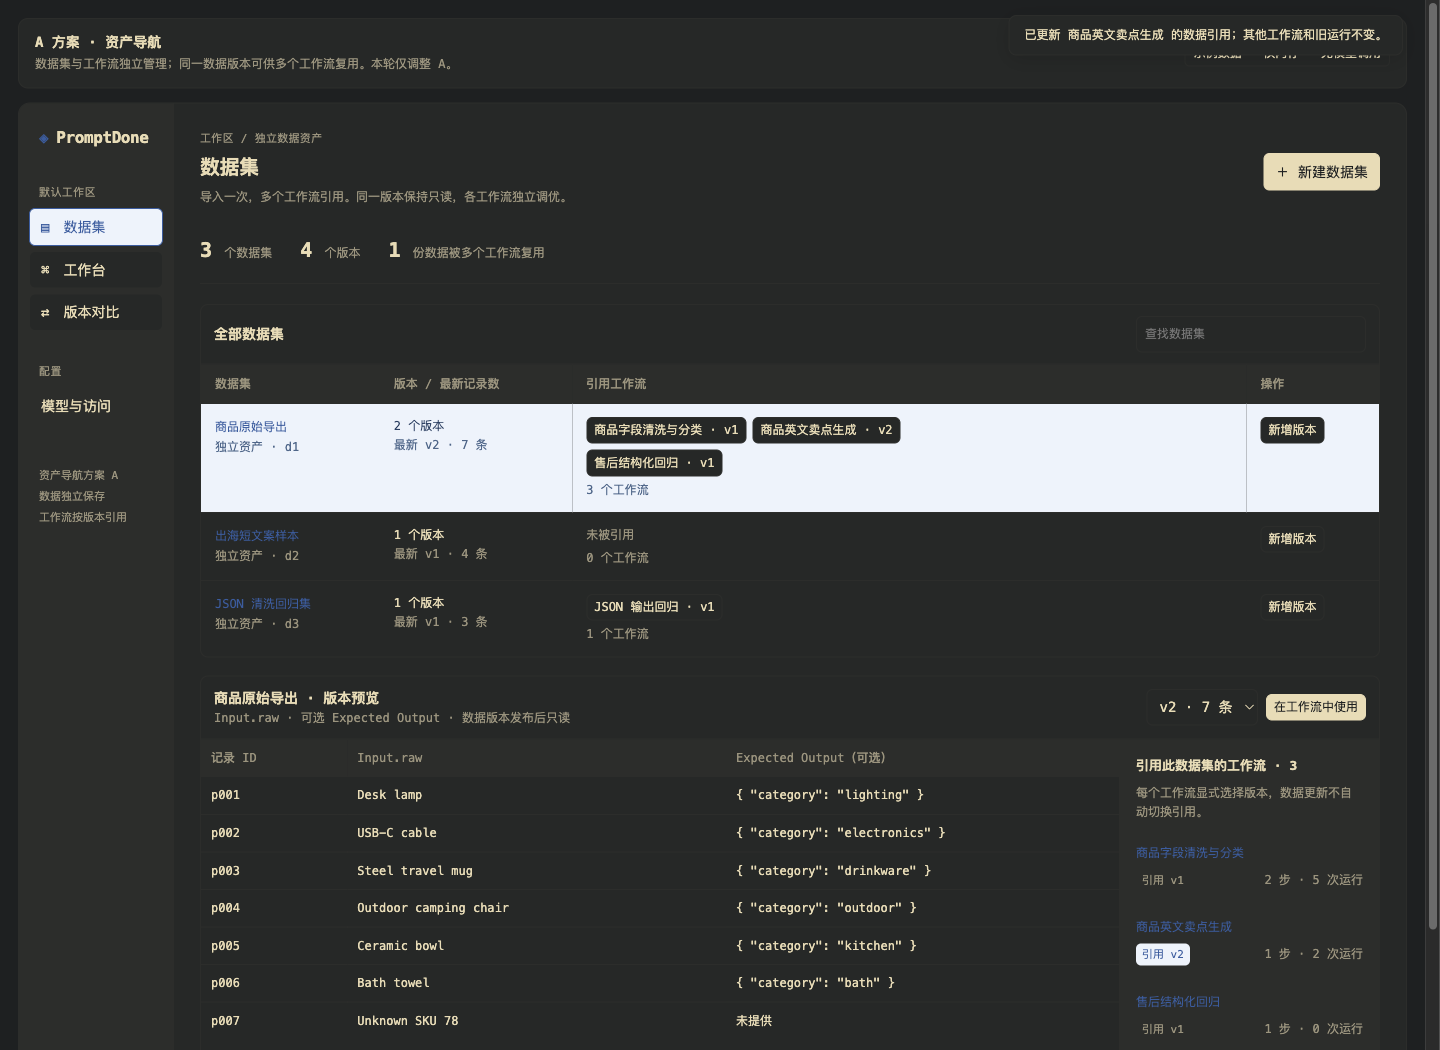 A 方案 · 资产导航
数据集与工作流独立管理；同一数据版本可供多个工作流复用。本轮仅调整 A。
已更新 商品英文卖点生成 的数据引用；其他工作流和旧运行不变。
◈ PromptDone
默认工作区
▤ 数据集
⌘ 工作台
⇄ 版本对比
配置
模型与访问
资产导航方案 A
数据独立保存
工作流按版本引用
工作区 / 独立数据资产
数据集
导入一次，多个工作流引用。同一版本保持只读，各工作流独立调优。
＋ 新建数据集
3 个数据集 4 个版本 1 份数据被多个工作流复用
全部数据集
查找数据集
数据集 版本 / 最新记录数 引用工作流 操作
商品原始导出
独立资产 · d1
2 个版本
最新 v2 · 7 条
商品字段清洗与分类 · v1 商品英文卖点生成 · v2
售后结构化回归 · v1
3 个工作流
新增版本
出海短文案样本
独立资产 · d2
1 个版本
最新 v1 · 4 条
未被引用
0 个工作流
新增版本
JSON 清洗回归集
独立资产 · d3
1 个版本
最新 v1 · 3 条
JSON 输出回归 · v1
1 个工作流
新增版本
商品原始导出 · 版本预览
Input.raw · 可选 Expected Output · 数据版本发布后只读
v2 · 7 条
在工作流中使用
记录 ID Input.raw Expected Output（可选）
p001 Desk lamp { "category": "lighting" }
p002 USB-C cable { "category": "electronics" }
p003 Steel travel mug { "category": "drinkware" }
p004 Outdoor camping chair { "category": "outdoor" }
p005 Ceramic bowl { "category": "kitchen" }
p006 Bath towel { "category": "bath" }
p007 Unknown SKU 78 未提供
引用此数据集的工作流 · 3
每个工作流显式选择版本，数据更新不自
动切换引用。
商品字段清洗与分类
引用 v1 2 步 · 5 次运行
商品英文卖点生成
引用 v2 1 步 · 2 次运行
售后结构化回归
引用 v1 1 步 · 0 次运行